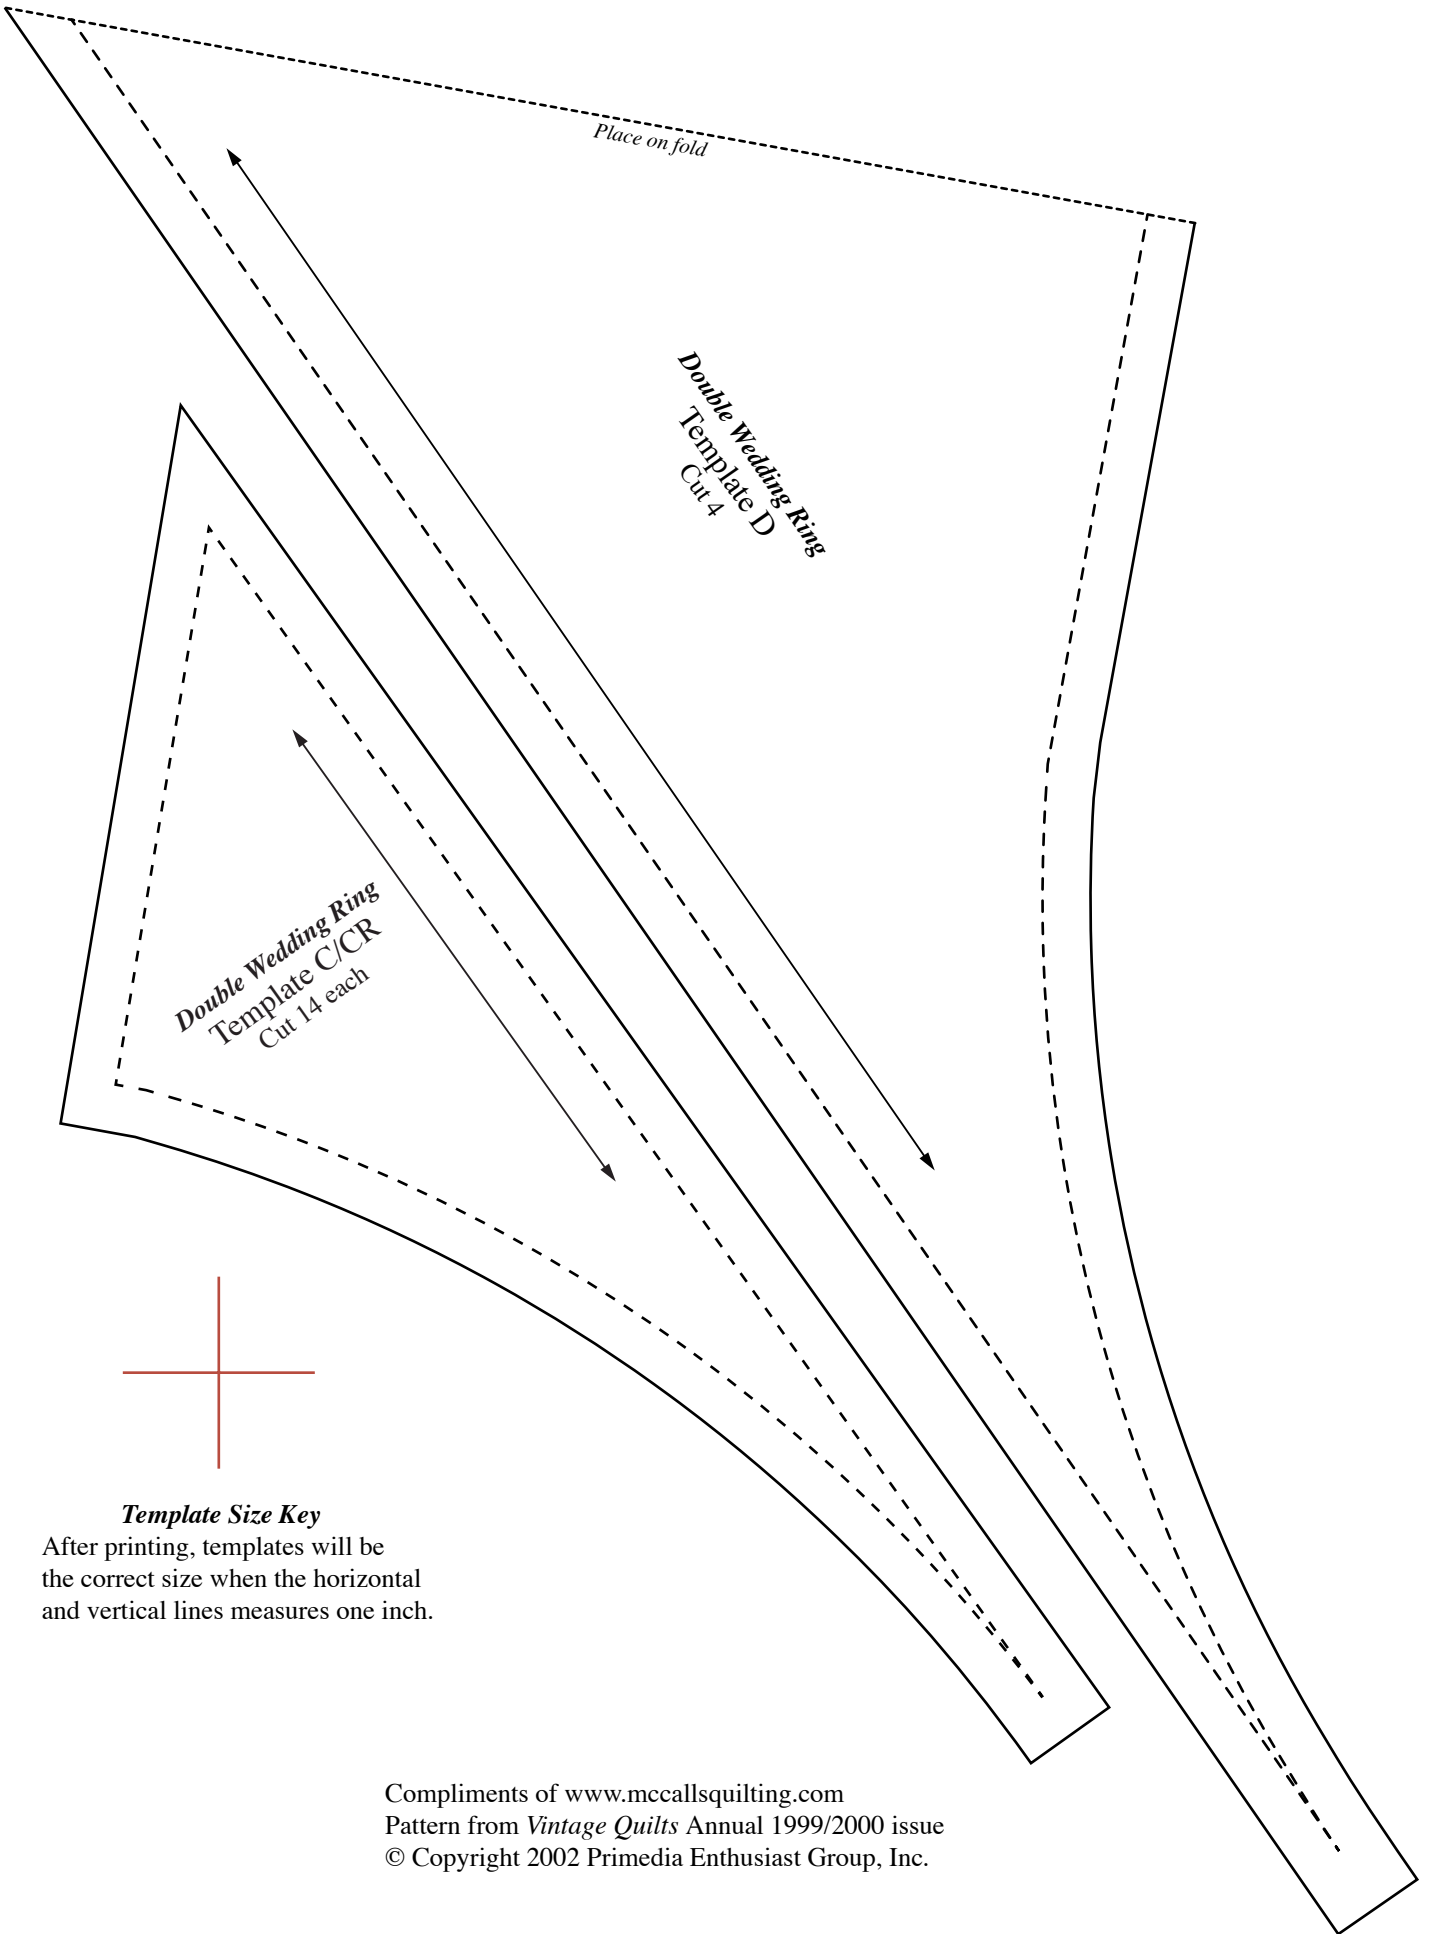 Place on fold
Double Wedding Ring
Template D
Cut 4
Double Wedding Ring
Template C/CR
Cut 14 each
Template Size Key
After printing, templates will be
the correct size when the horizontal
and vertical lines measures one inch.
Compliments of www.mccallsquilting.com
Pattern from Vintage Quilts Annual 1999/2000 issue
© Copyright 2002 Primedia Enthusiast Group, Inc.